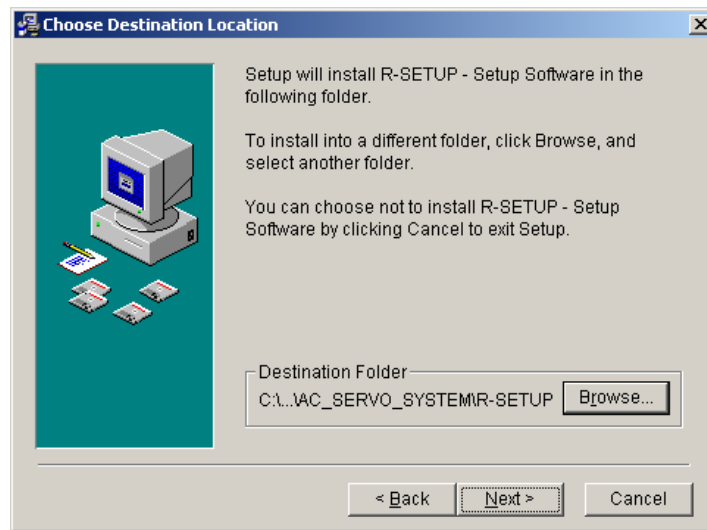 Choose Destination Location
Setup will install R-SETUP - Setup Software in the
following folder.
To install into a different folder, click Browse, and
select another folder.
You can choose not to install R-SETUP - Setup
Software by clicking Cancel to exit Setup.
Destination Folder
C:\...\AC_SERVO_SYSTEM\R-SETUP
Browse...
< Back
Next >
Cancel